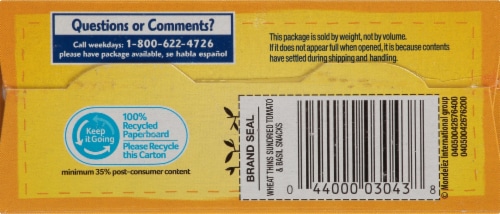 Questions or Comments?
Call weekdays: 1-800-622-4726
please have package available, se habla español
This package is sold by weight, not by volume.
If it does not appear full when opened, it is because contents
have settled during shipping and handling.
Keep
it Going
100%
Recycled
Paperboard
Please Recycle
this Carton
minimum 35% post-consumer content
BRAND SEAL
WHEAT THINS SUNDRIED TOMATO
& BASIL SNACKS
0 44000 03043 8
© Mondelēz International group
04050042676400
04050042676200